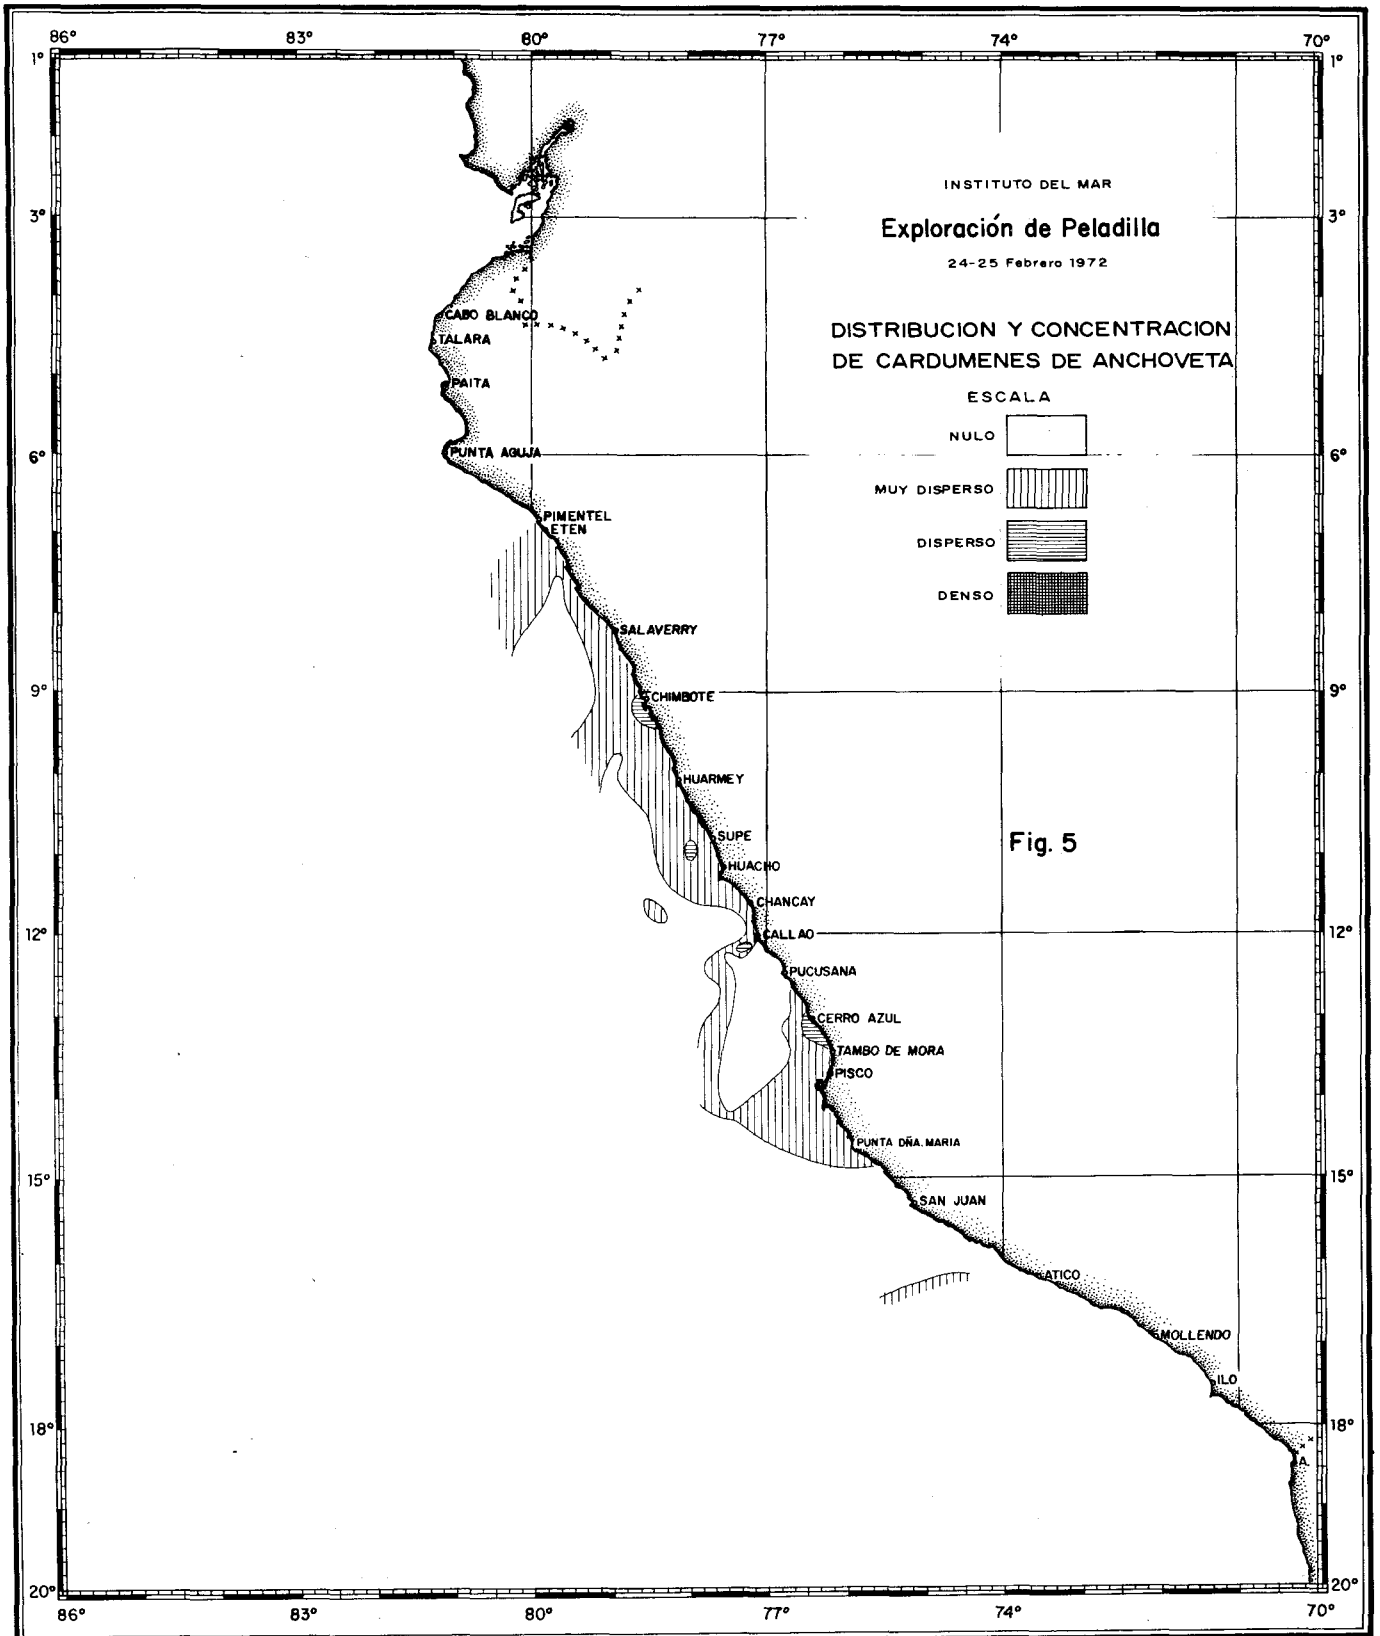 86° 83° 80° 77° 74° 70°
1° 1°
INSTITUTO DEL MAR
3° 3°
Exploración de Peladilla
24-25 Febrero 1972
CABO BLANCO
DISTRIBUCION Y CONCENTRACION
TALARA
DE CARDUMENES DE ANCHOVETA
PAITA
ESCALA
NULO
PUNTA AGUJA
6° 6°
MUY DISPERSO
PIMENTEL
ETEN
DISPERSO
DENSO
SALAVERRY
9° 9°
CHIMBOTE
HUARMEY
SUPE
Fig. 5
HUACHO
CHANCAY
12° CALLAO 12°
PUCUSANA
CERRO AZUL
TAMBO DE MORA
PISCO
PUNTA DÑA. MARIA
15° 15°
SAN JUAN
ATICO
MOLLENDO
ILO
18° 18°
A.
20° 20°
86° 83° 80° 77° 74° 70°